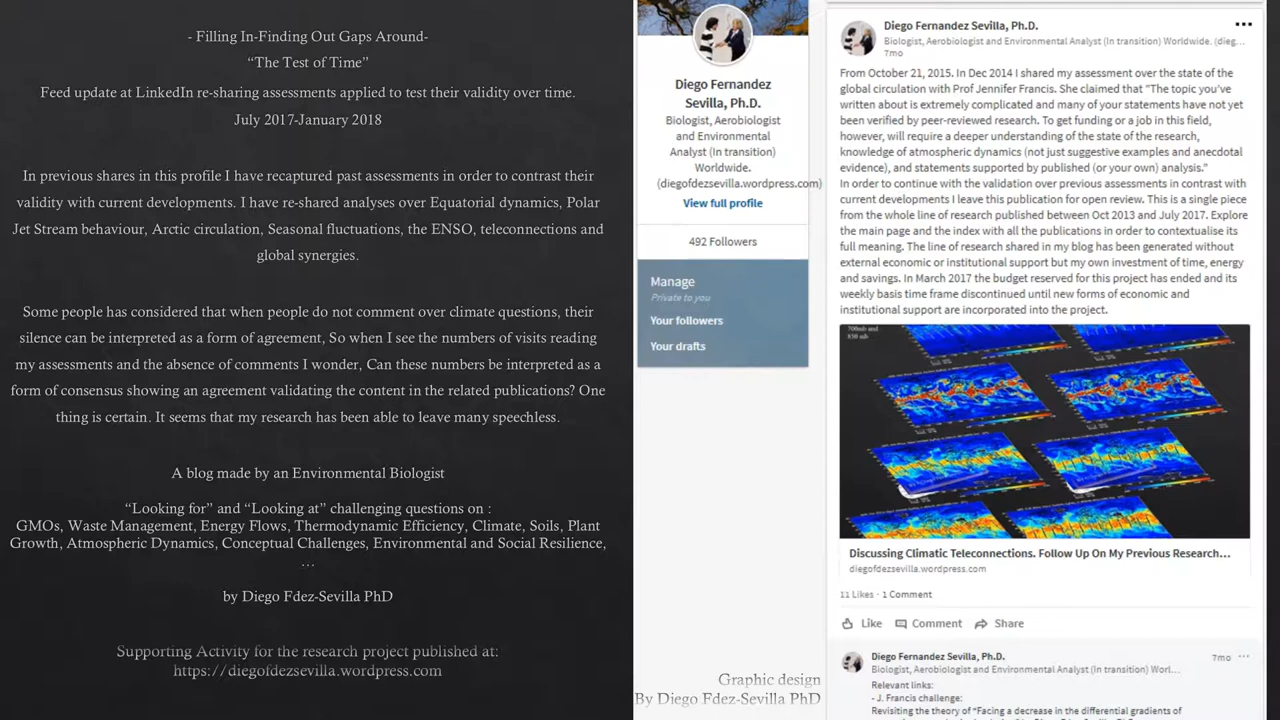 - Filling In-Finding Out Gaps Around-
“The Test of Time”
Feed update at LinkedIn re-sharing assessments applied to test their validity over time.
July 2017-January 2018
In previous shares in this profile I have recaptured past assessments in order to contrast their
validity with current developments. I have re-shared analyses over Equatorial dynamics, Polar
Jet Stream behaviour, Arctic circulation, Seasonal fluctuations, the ENSO, teleconnections and
global synergies.
Some people has considered that when people do not comment over climate questions, their
silence can be interpreted as a form of agreement, So when I see the numbers of visits reading
my assessments and the absence of comments I wonder, Can these numbers be interpreted as a
form of consensus showing an agreement validating the content in the related publications? One
thing is certain. It seems that my research has been able to leave many speechless.
A blog made by an Environmental Biologist
“Looking for” and “Looking at” challenging questions on :
GMOs, Waste Management, Energy Flows, Thermodynamic Efficiency, Climate, Soils, Plant
Growth, Atmospheric Dynamics, Conceptual Challenges, Environmental and Social Resilience,
…
by Diego Fdez-Sevilla PhD
Supporting Activity for the research project published at:
https://diegofdezsevilla.wordpress.com
Diego Fernandez
Sevilla, Ph.D.
Biologist, Aerobiologist
and Environmental
Analyst (In transition)
Worldwide.
(diegofdezsevilla.wordpress.com)
View full profile
492 Followers
Manage
Private to you
Your followers
Your drafts
Graphic design
By Diego Fdez-Sevilla PhD
Diego Fernandez Sevilla, Ph.D.
Biologist, Aerobiologist and Environmental Analyst (In transition) Worldwide. (dieg...
7mo
From October 21, 2015. In Dec 2014 I shared my assessment over the state of the
global circulation with Prof Jennifer Francis. She claimed that "The topic you've
written about is extremely complicated and many of your statements have not yet
been verified by peer-reviewed research. To get funding or a job in this field,
however, will require a deeper understanding of the state of the research,
knowledge of atmospheric dynamics (not just suggestive examples and anecdotal
evidence), and statements supported by published (or your own) analysis."
In order to continue with the validation over previous assessments in contrast with
current developments I leave this publication for open review. This is a single piece
from the whole line of research published between Oct 2013 and July 2017. Explore
the main page and the index with all the publications in order to contextualise its
full meaning. The line of research shared in my blog has been generated without
external economic or institutional support but my own investment of time, energy
and savings. In March 2017 the budget reserved for this project has ended and its
weekly basis time frame discontinued until new forms of economic and
institutional support are incorporated into the project.
700mb and
850 mb
Discussing Climatic Teleconnections. Follow Up On My Previous Research...
diegofdezsevilla.wordpress.com
11 Likes · 1 Comment
Like Comment Share
Diego Fernandez Sevilla, Ph.D.
7mo
Biologist, Aerobiologist and Environmental Analyst (In transition) Worl...
Relevant links:
- J. Francis challenge:
Revisiting the theory of "Facing a decrease in the differential gradients of